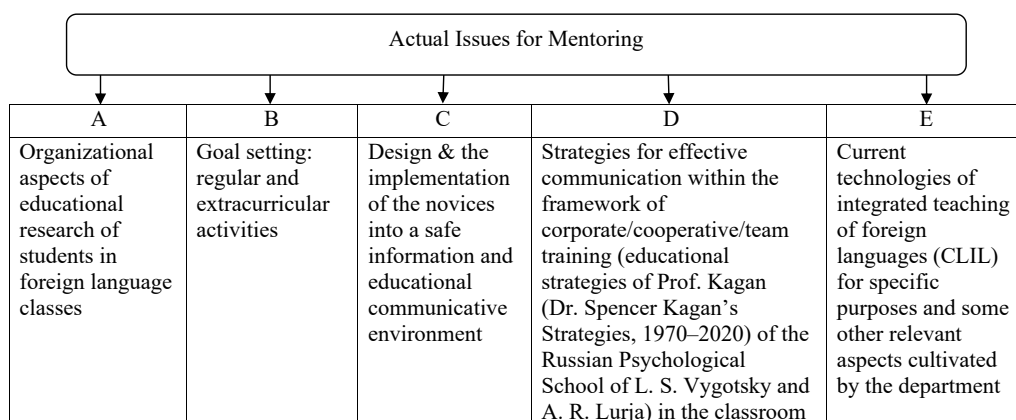 Actual Issues for Mentoring
A
B
C
D
E
Organizational
aspects of
educational
research of
students in
foreign language
classes
Goal setting:
regular and
extracurricular
activities
Design & the
implementation
of the novices
into a safe
information and
educational
communicative
environment
Strategies for effective
communication within the
framework of
corporate/cooperative/team
training (educational
strategies of Prof. Kagan
(Dr. Spencer Kagan’s
Strategies, 1970–2020) of the
Russian Psychological
School of L. S. Vygotsky and
A. R. Luria) in the classroom
Current
technologies of
integrated teaching
of foreign
languages (CLIL)
for specific
purposes and some
other relevant
aspects cultivated
by the department